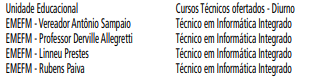 Unidade Educacional Cursos Técnicos ofertados - Diurno
EMEFM - Vereador Antônio Sampaio Técnico em Informática Integrado
EMEFM - Professor Derville Allegretti Técnico em Informática Integrado
EMEFM - Linneu Prestes Técnico em Informática Integrado
EMEFM - Rubens Paiva Técnico em Informática Integrado